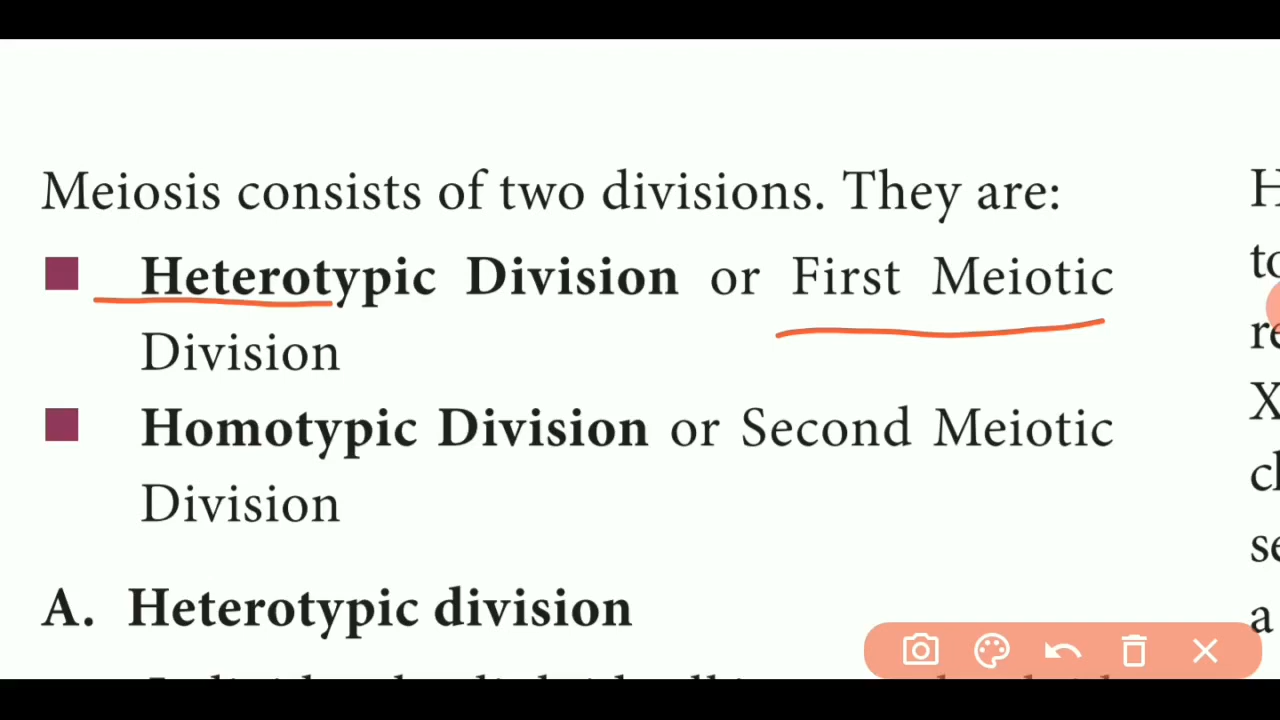 Meiosis consists of two divisions. They are:
Heterotypic Division or First Meiotic
Division
Homotypic Division or Second Meiotic
Division
A. Heterotypic division